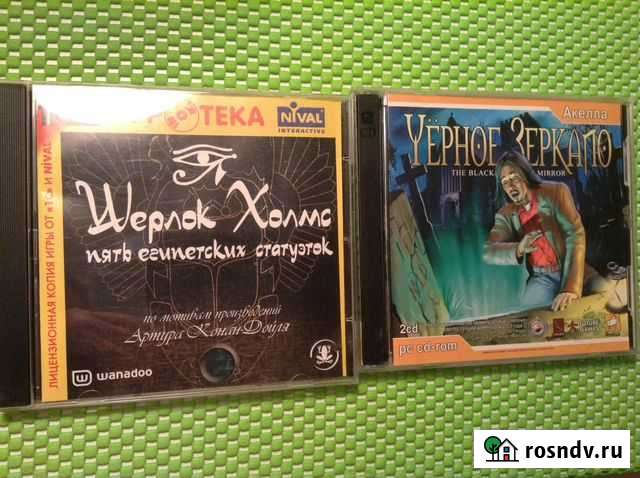 ТЕКА
NIVAL
INTERACTIVE
ЛИЦЕНЗИОННАЯ КОПИЯ ИГРЫ ОТ «1С» И NIVAL
Шерлок Холмс
пять египетских статуэток
по мотивам произведений
Артура Конан-Дойля
wanadoo
Акелла
ЧЁРНОЕ ЗЕРКАЛО
THE BLACK MIRROR
2cd
pc cd-rom
rosndv.ru